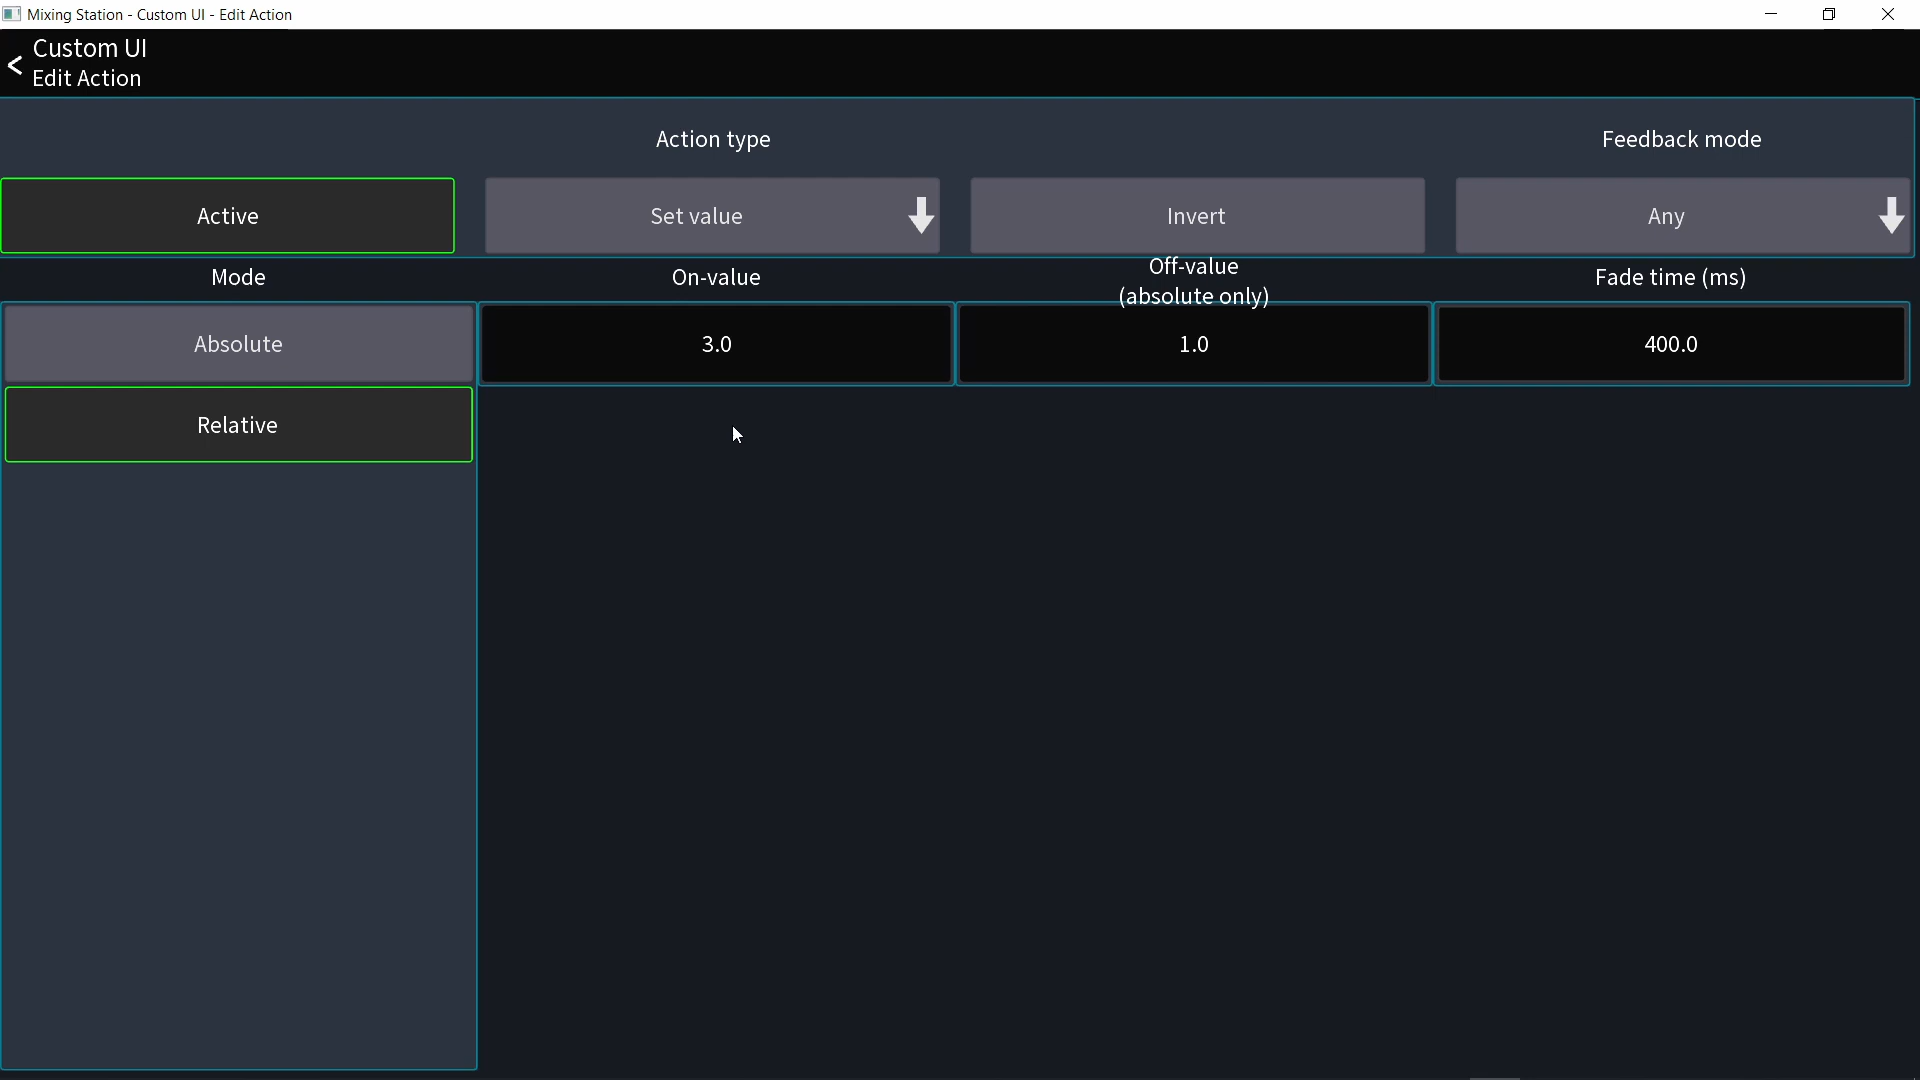 Mixing Station - Custom UI - Edit Action
Custom UI
Edit Action
Action type
Feedback mode
Active
Set value
Invert
Any
Mode
On-value
Off-value
(absolute only)
Fade time (ms)
Absolute
3.0
1.0
400.0
Relative